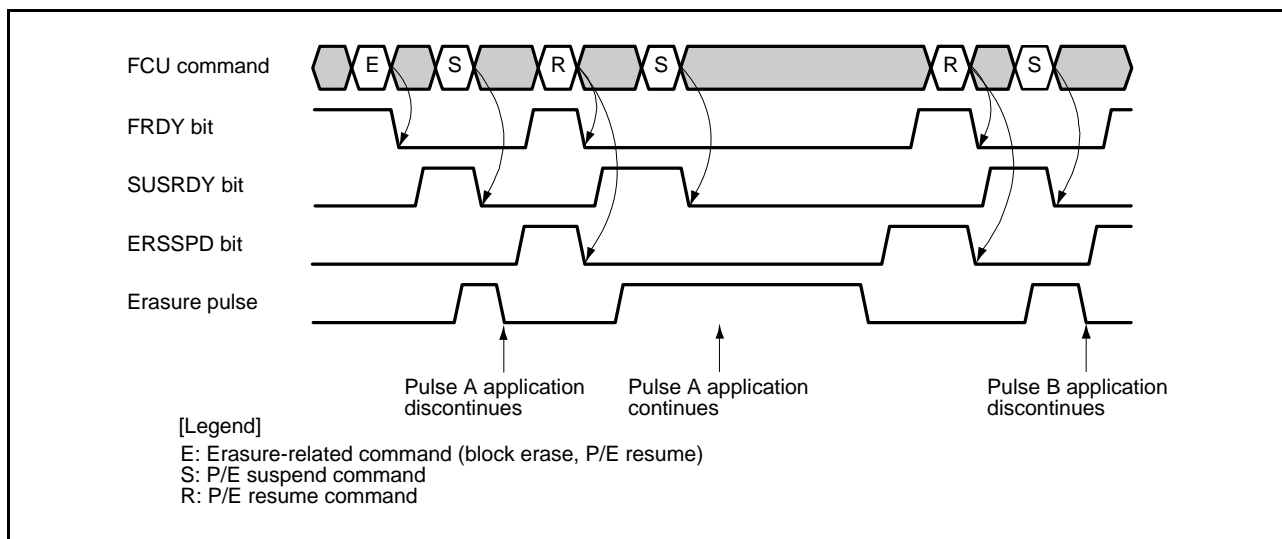 FCU command
E
S
R
S
R
S
FRDY bit
SUSRDY bit
ERSSPD bit
Erasure pulse
Pulse A application
discontinues
Pulse A application
continues
Pulse B application
discontinues
[Legend]
E: Erasure-related command (block erase, P/E resume)
S: P/E suspend command
R: P/E resume command